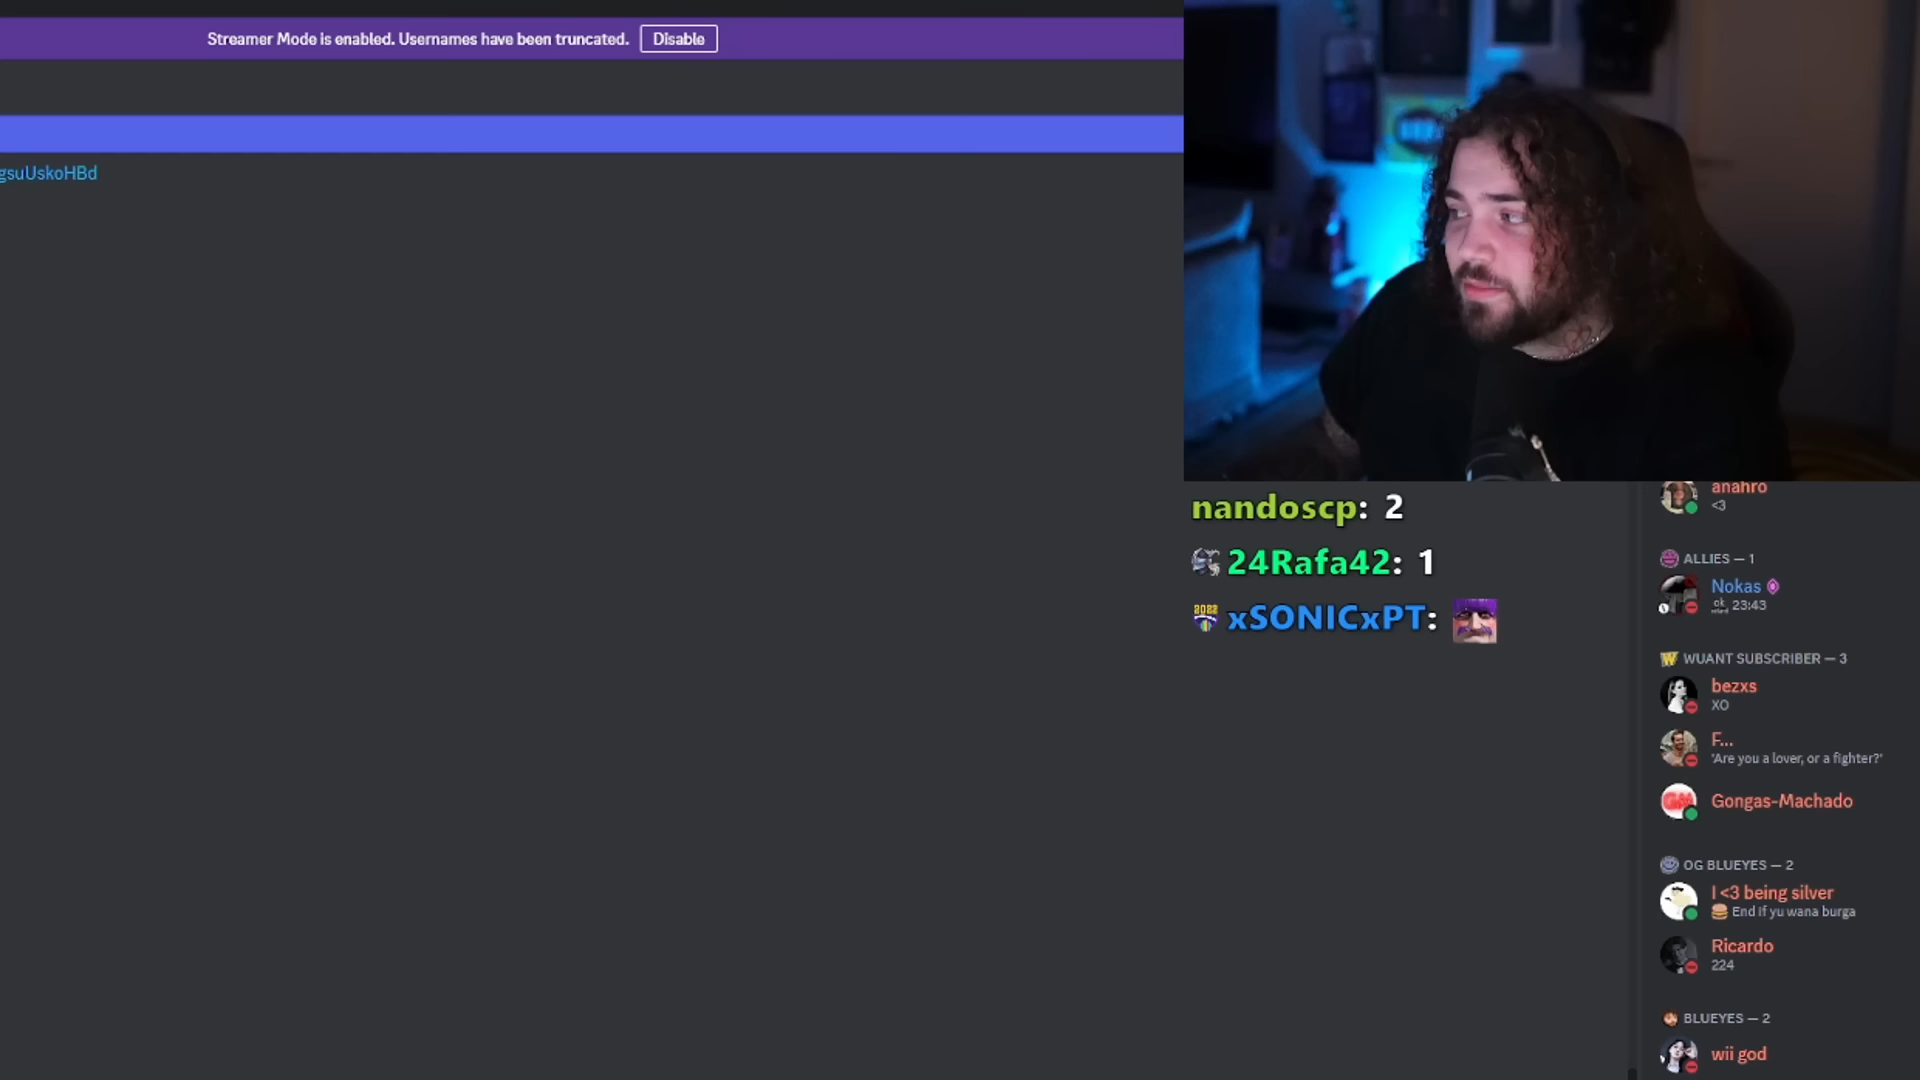 Streamer Mode is enabled. Usernames have been truncated. Disable
gsuUskoHBd
nandoscp: 2
24Rafa42: 1
2022 xSONICxPT:
anahro
<3
ALLIES — 1
Nokas
23:43
WUANT SUBSCRIBER — 3
bezxs
XO
F...
'Are you a lover, or a fighter?'
GM Gongas-Machado
OG BLUEYES — 2
I <3 being silver
End If yu wana burga
Ricardo
224
BLUEYES — 2
wii god